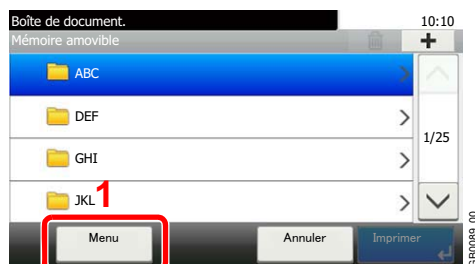 Boîte de document.
10:10
Mémoire amovible
ABC
DEF
1/25
GHI
JKL
1
Menu
Annuler
Imprimer